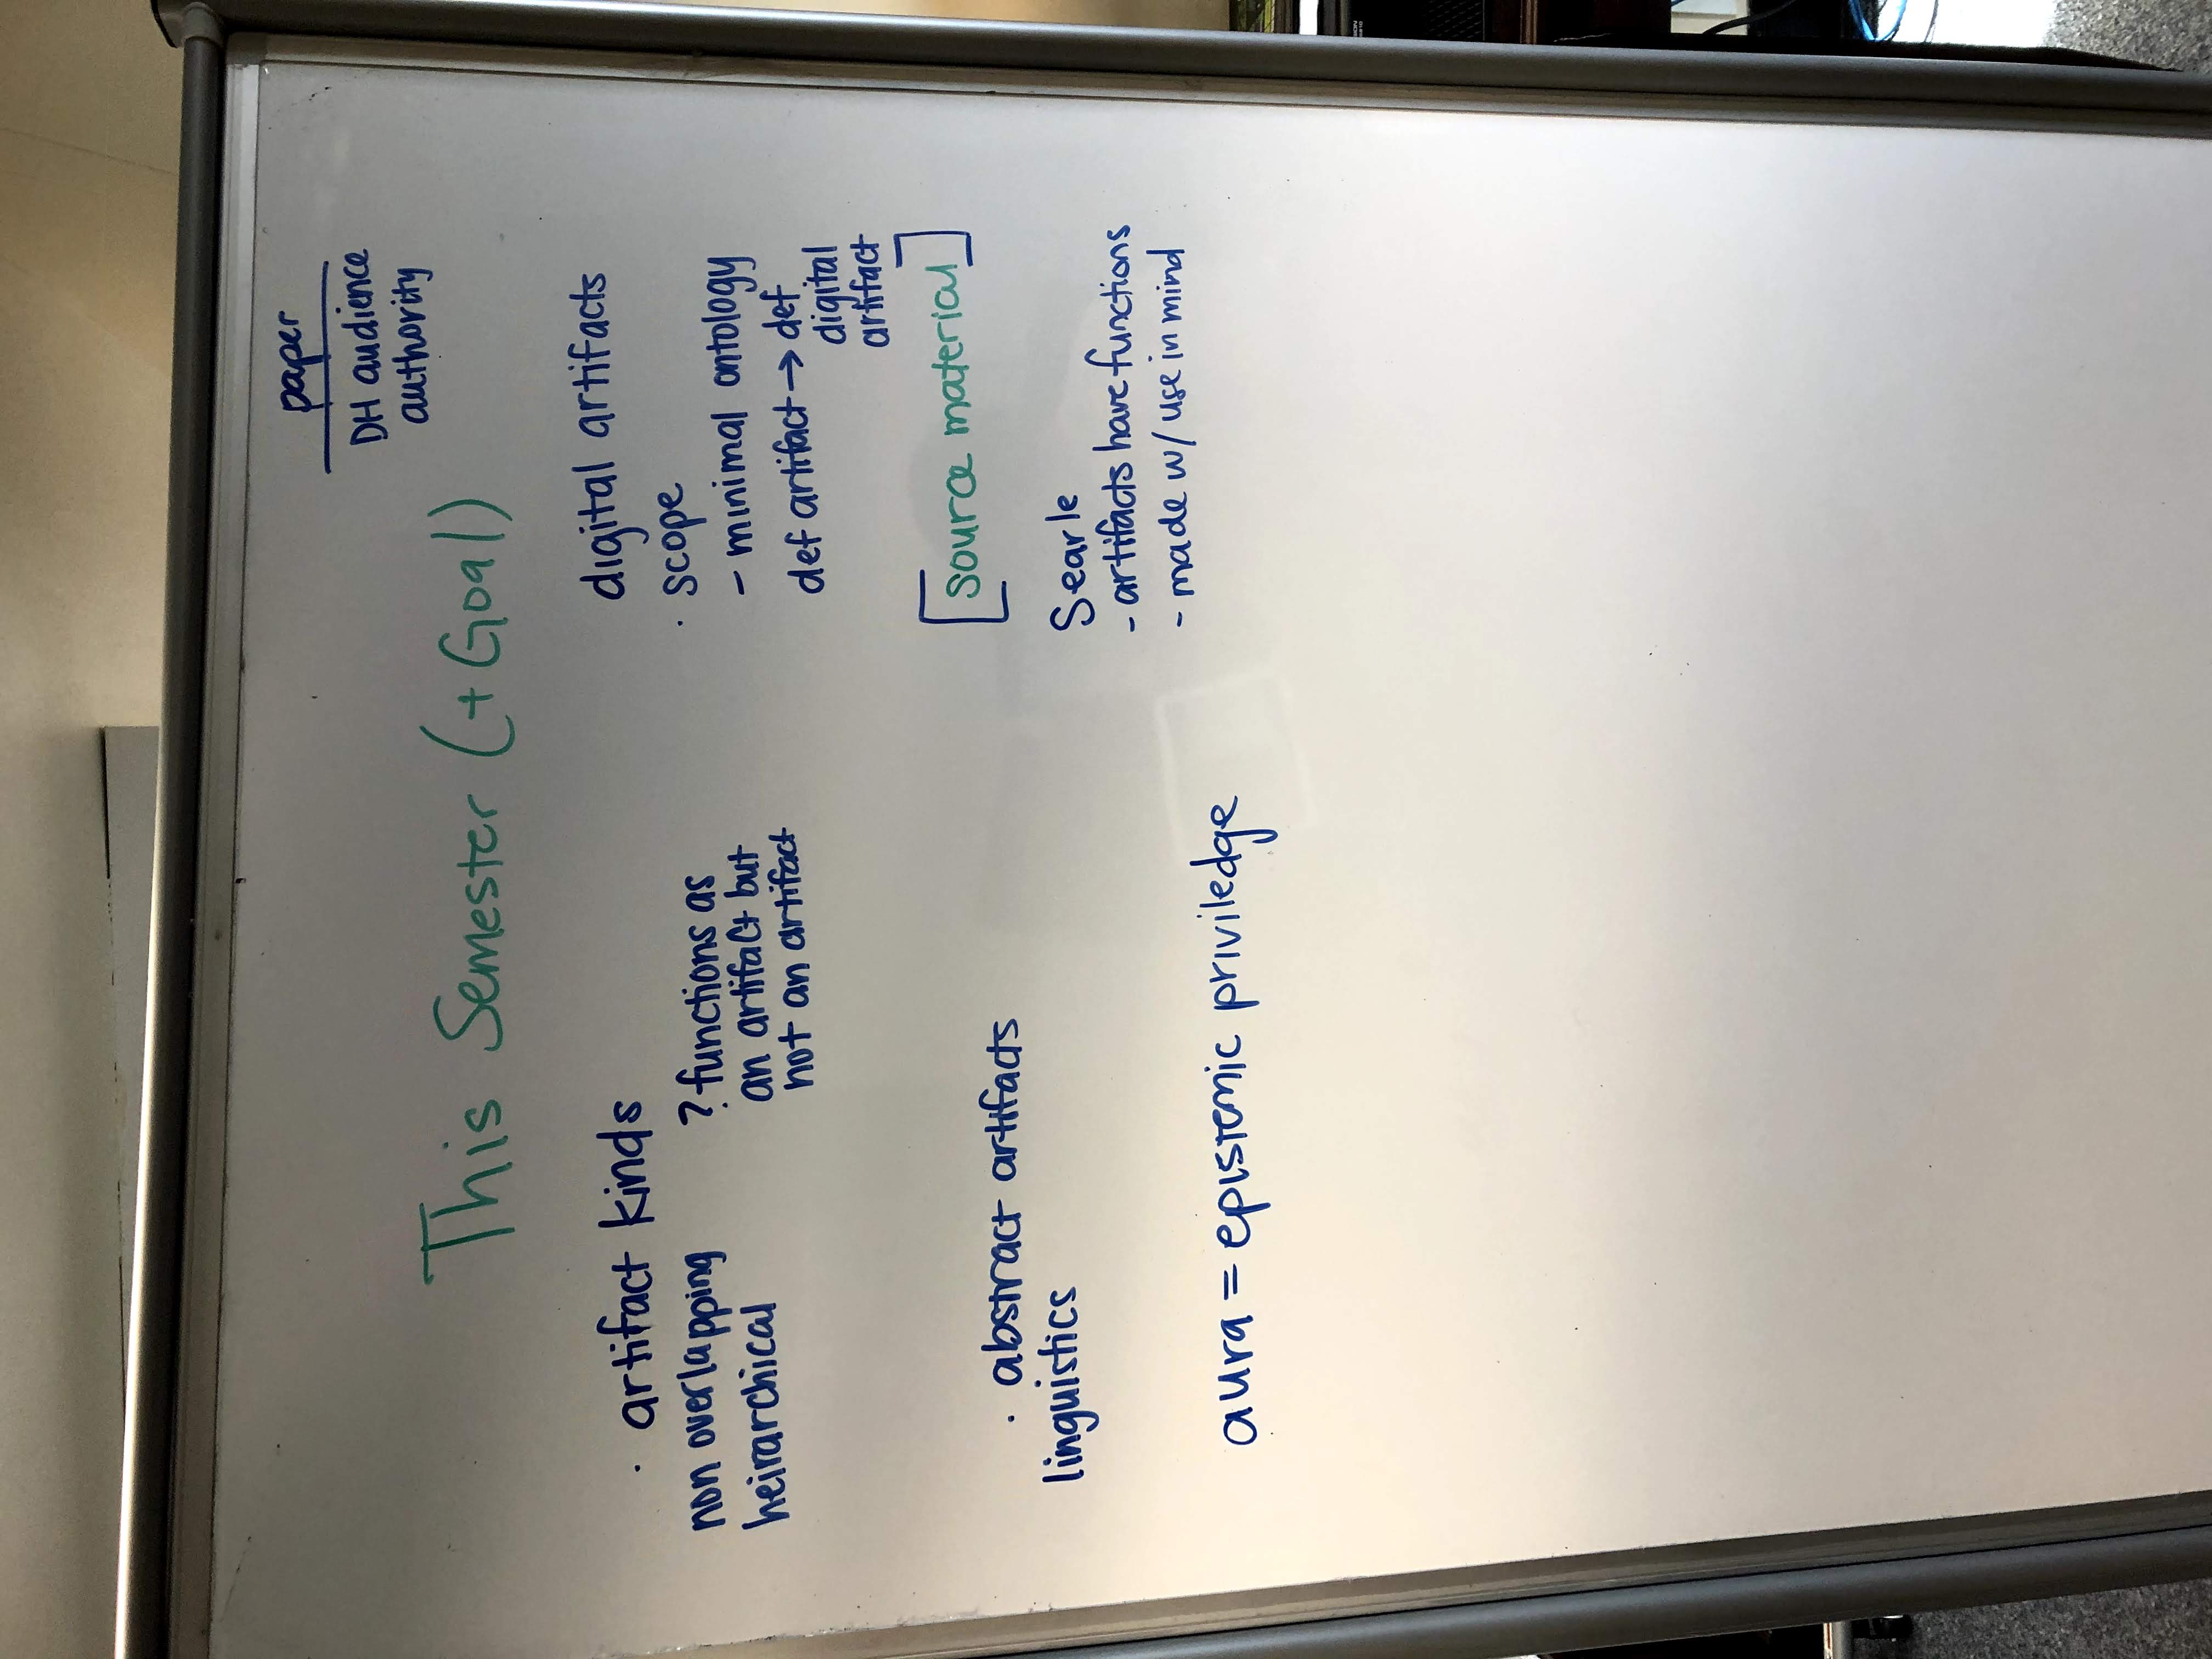 paper
DH audience
authority
This Semester (+ Goal)
· artifact kinds
non overlapping
heirarchical
? functions as
an artifact but
not an artifact
· abstract artifacts
linguistics
aura = epistemic priviledge
digital artifacts
· scope
- minimal ontology
def artifact → def
digital
artifact
[source material]
Searle
- artifacts have functions
- made w/ use in mind